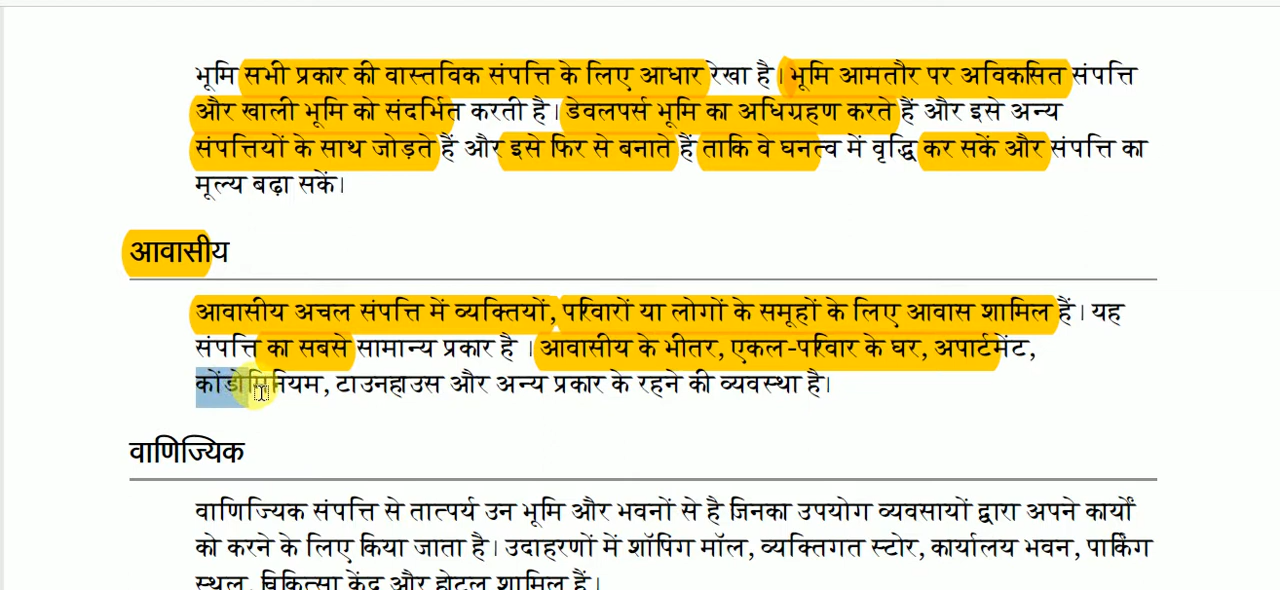 भूमि सभी प्रकार की वास्तविक संपत्ति के लिए आधार रेखा है। भूमि आमतौर पर अविकसित संपत्ति
और खाली भूमि को संदर्भित करती है। डेवलपर्स भूमि का अधिग्रहण करते हैं और इसे अन्य
संपत्तियों के साथ जोड़ते हैं और इसे फिर से बनाते हैं ताकि वे घनत्व में वृद्धि कर सकें और संपत्ति का
मूल्य बढ़ा सकें।
आवासीय
आवासीय अचल संपत्ति में व्यक्तियों, परिवारों या लोगों के समूहों के लिए आवास शामिल हैं। यह
संपत्ति का सबसे सामान्य प्रकार है । आवासीय के भीतर, एकल-परिवार के घर, अपार्टमेंट,
कोंडोमिनियम, टाउनहाउस और अन्य प्रकार के रहने की व्यवस्था है।
वाणिज्यिक
वाणिज्यिक संपत्ति से तात्पर्य उन भूमि और भवनों से है जिनका उपयोग व्यवसायों द्वारा अपने कार्यों
को करने के लिए किया जाता है। उदाहरणों में शॉपिंग मॉल, व्यक्तिगत स्टोर, कार्यालय भवन, पार्किंग
स्थल, चिकित्सा केंद्र और होटल शामिल हैं।